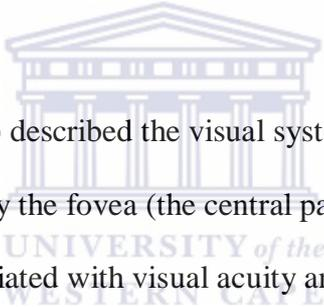 described the visual syst
y the fovea (the central pa
UNIVERSITY of the
iated with visual acuity an
WESTERN CAPE